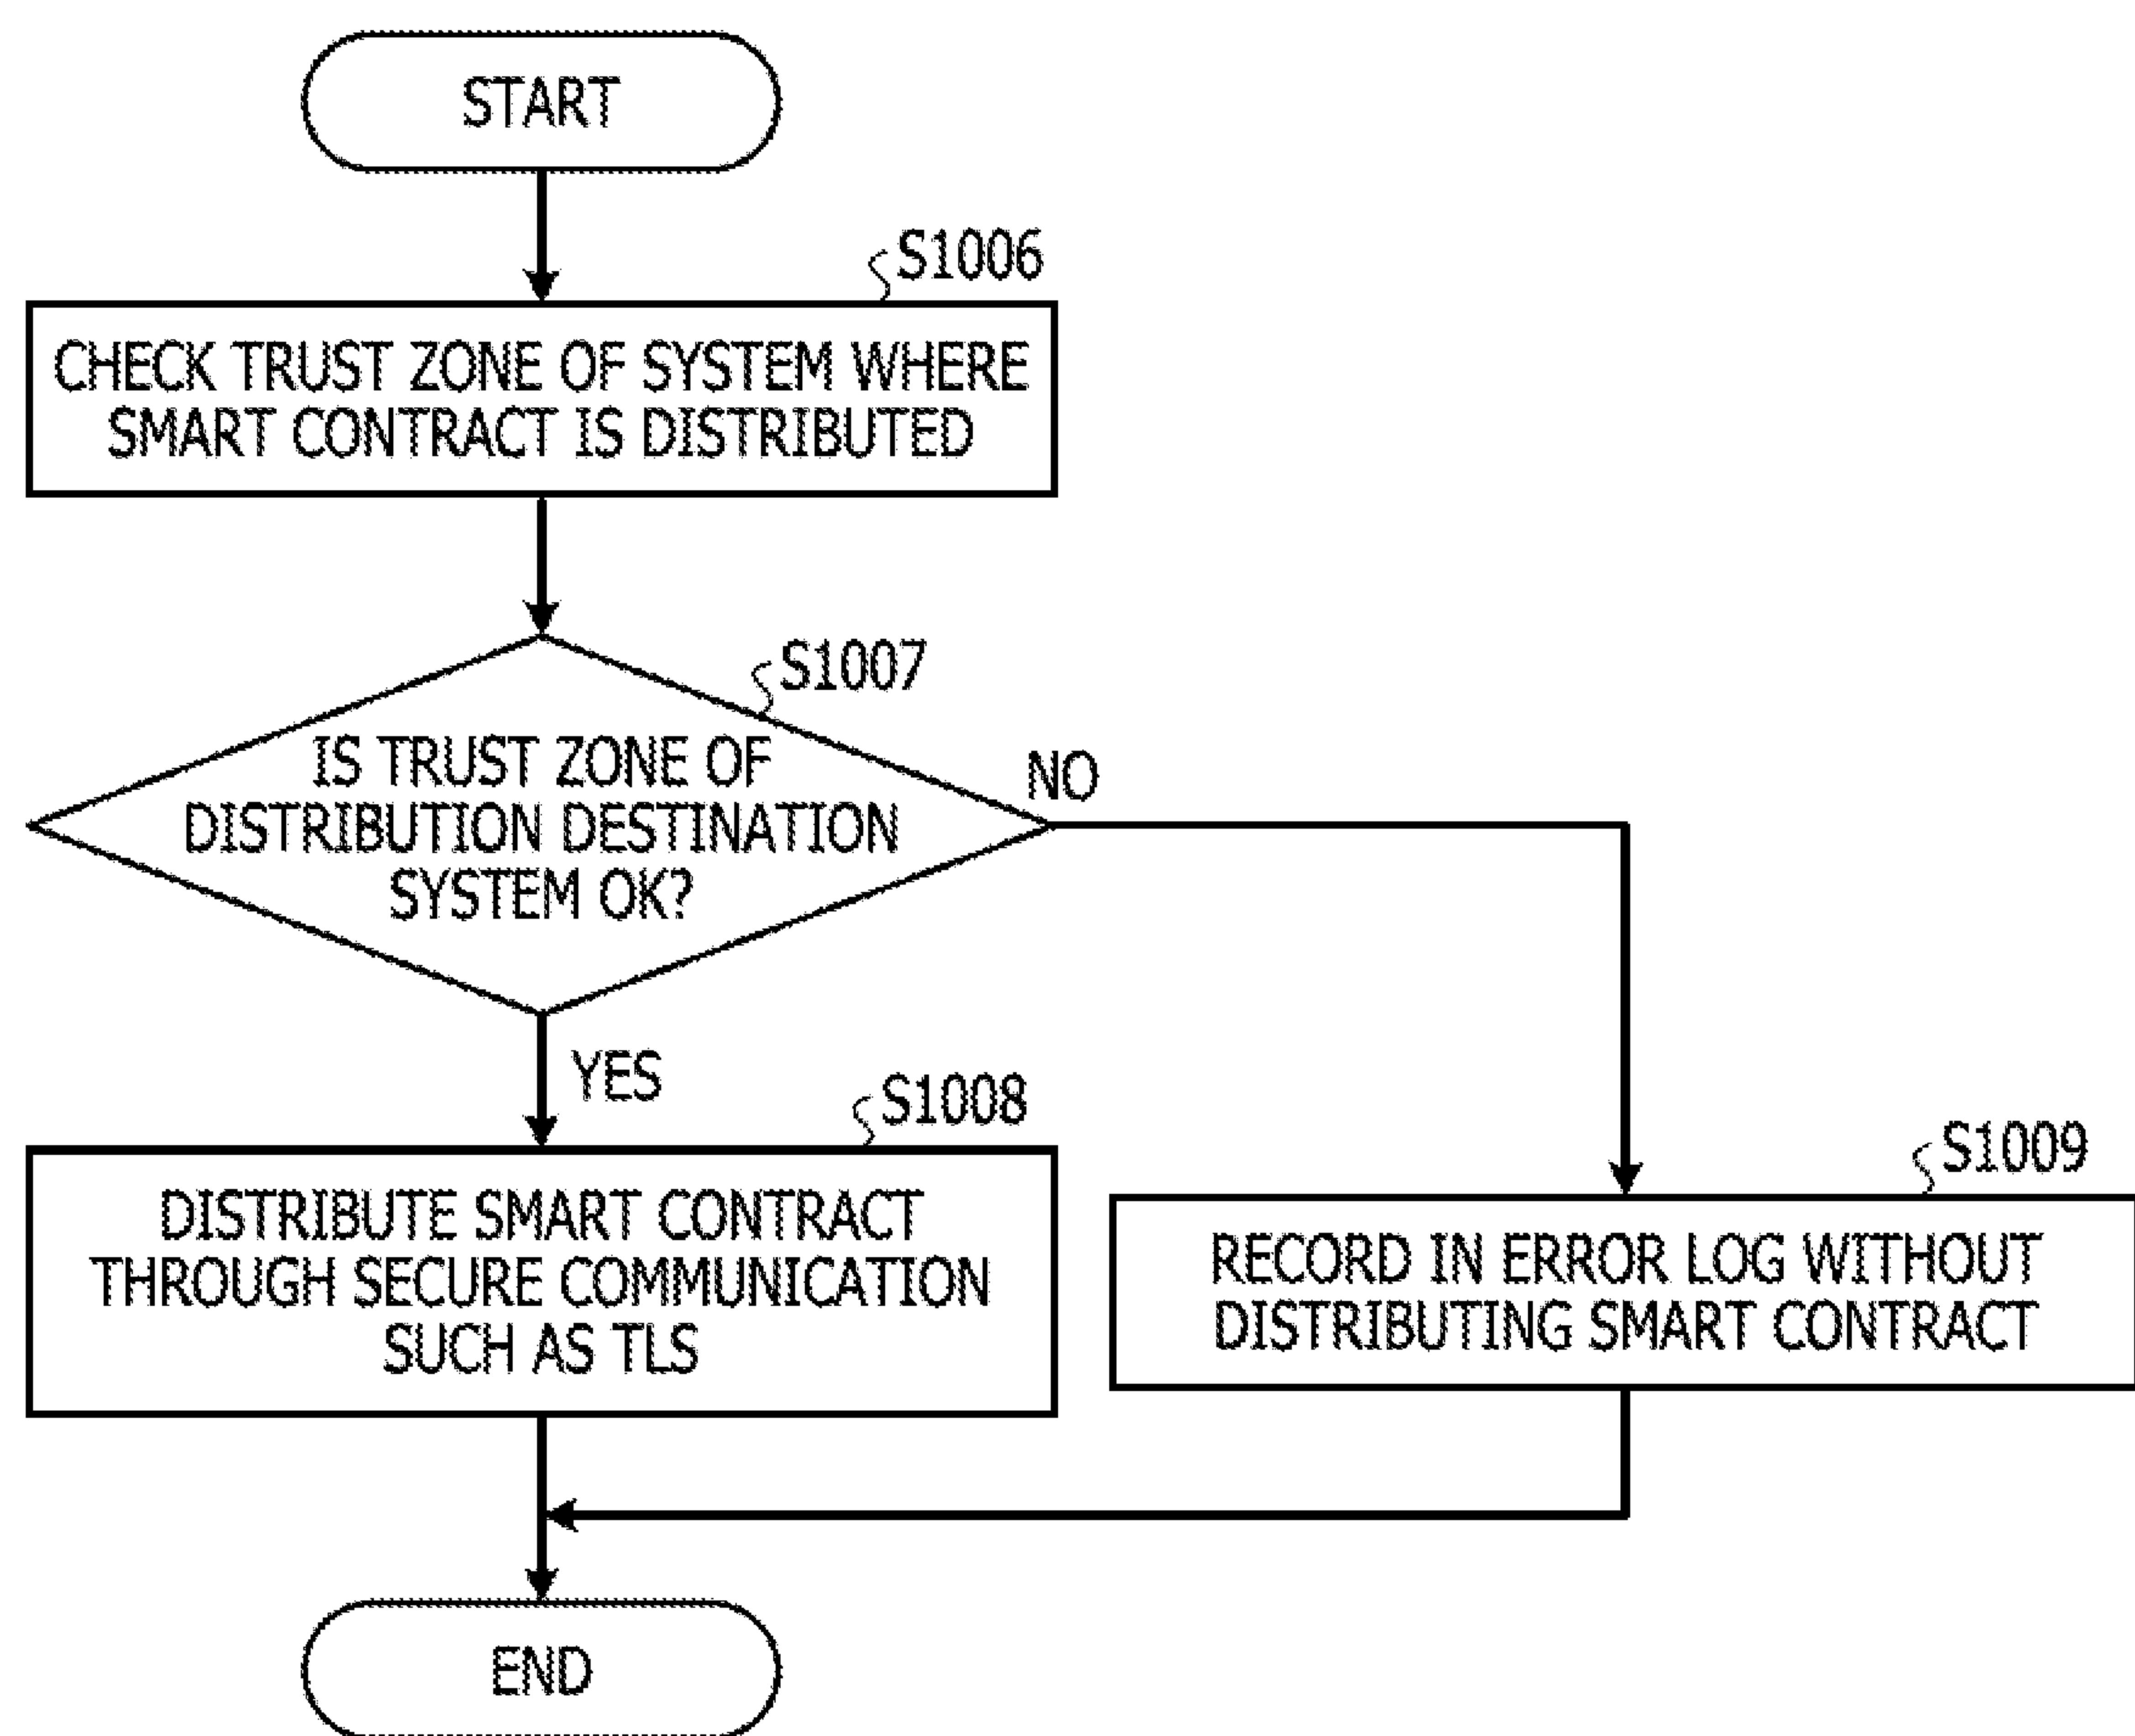 START
S1006
CHECK TRUST ZONE OF SYSTEM WHERE
SMART CONTRACT IS DISTRIBUTED
S1007
IS TRUST ZONE OF
DISTRIBUTION DESTINATION
SYSTEM OK?
NO
YES
S1008
DISTRIBUTE SMART CONTRACT
THROUGH SECURE COMMUNICATION
SUCH AS TLS
S1009
RECORD IN ERROR LOG WITHOUT
DISTRIBUTING SMART CONTRACT
END